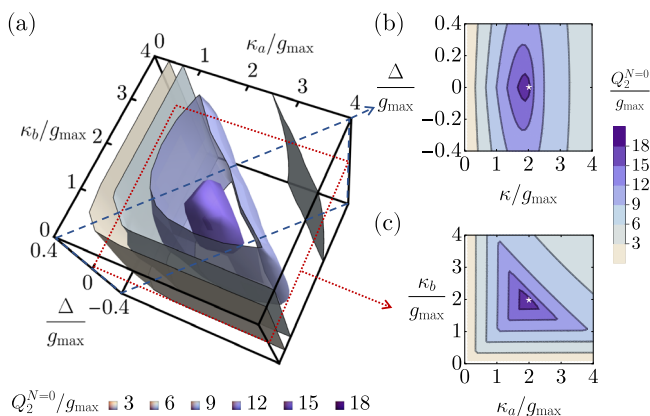 (a)
κ_a/g_max
0
1
2
3
4
4
3
2
1
0
κ_b/g_max
0.4
0
−0.4
Δ/g_max
Q_2^{N=0}/g_max 3 6 9 12 15 18
(b)
Δ/g_max
0.4
0.2
0
−0.2
−0.4
0 1 2 3 4
κ/g_max
Q_2^{N=0}/g_max
18
15
12
9
6
3
(c)
κ_b/g_max
4
3
2
1
0
0 1 2 3 4
κ_a/g_max